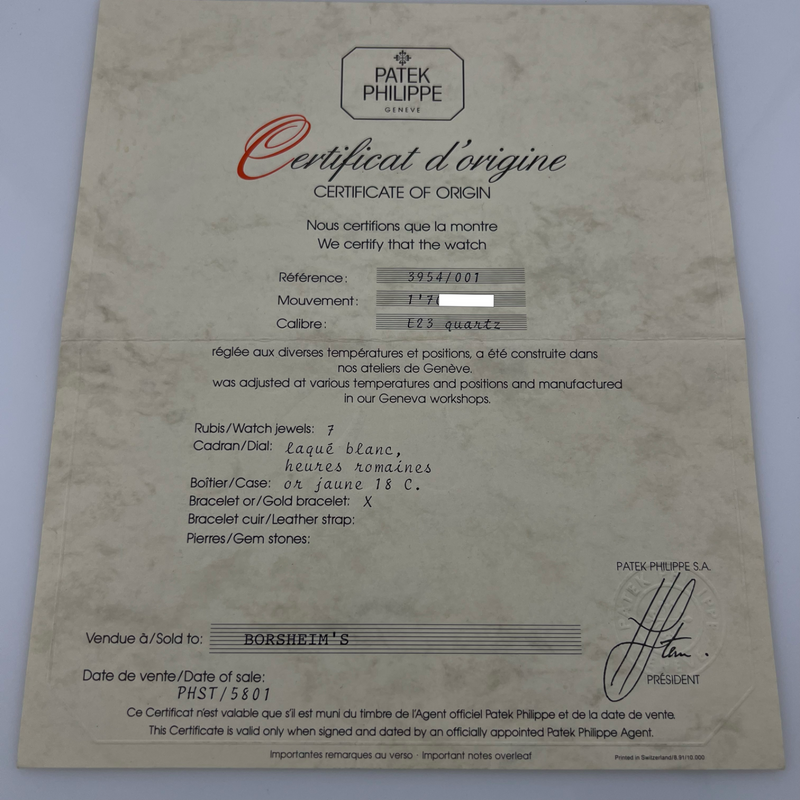 PATEK
PHILIPPE
GENEVE
Certificat d'origine
CERTIFICATE OF ORIGIN
Nous certifions que la montre
We certify that the watch
Référence: 3954/001
Mouvement: 1'7
Calibre: E23 quartz
réglée aux diverses températures et positions, a été construite dans
nos ateliers de Genève.
was adjusted at various temperatures and positions and manufactured
in our Geneva workshops.
Rubis/Watch jewels: 7
Cadran/Dial: laqué blanc,
heures romaines
Boîtier/Case: or jaune 18 C.
Bracelet or/Gold bracelet: X
Bracelet cuir/Leather strap:
Pierres/Gem stones:
PATEK PHILIPPE S.A.
PRÉSIDENT
Vendue à/Sold to: BORSHEIM'S
Date de vente/Date of sale:
PHST/5801
Ce Certificat n'est valable que s'il est muni du timbre de l'Agent officiel Patek Philippe et de la date de vente.
This Certificate is valid only when signed and dated by an officially appointed Patek Philippe Agent.
Importantes remarques au verso - Important notes overleaf
Printed in Switzerland/8.91/10.000